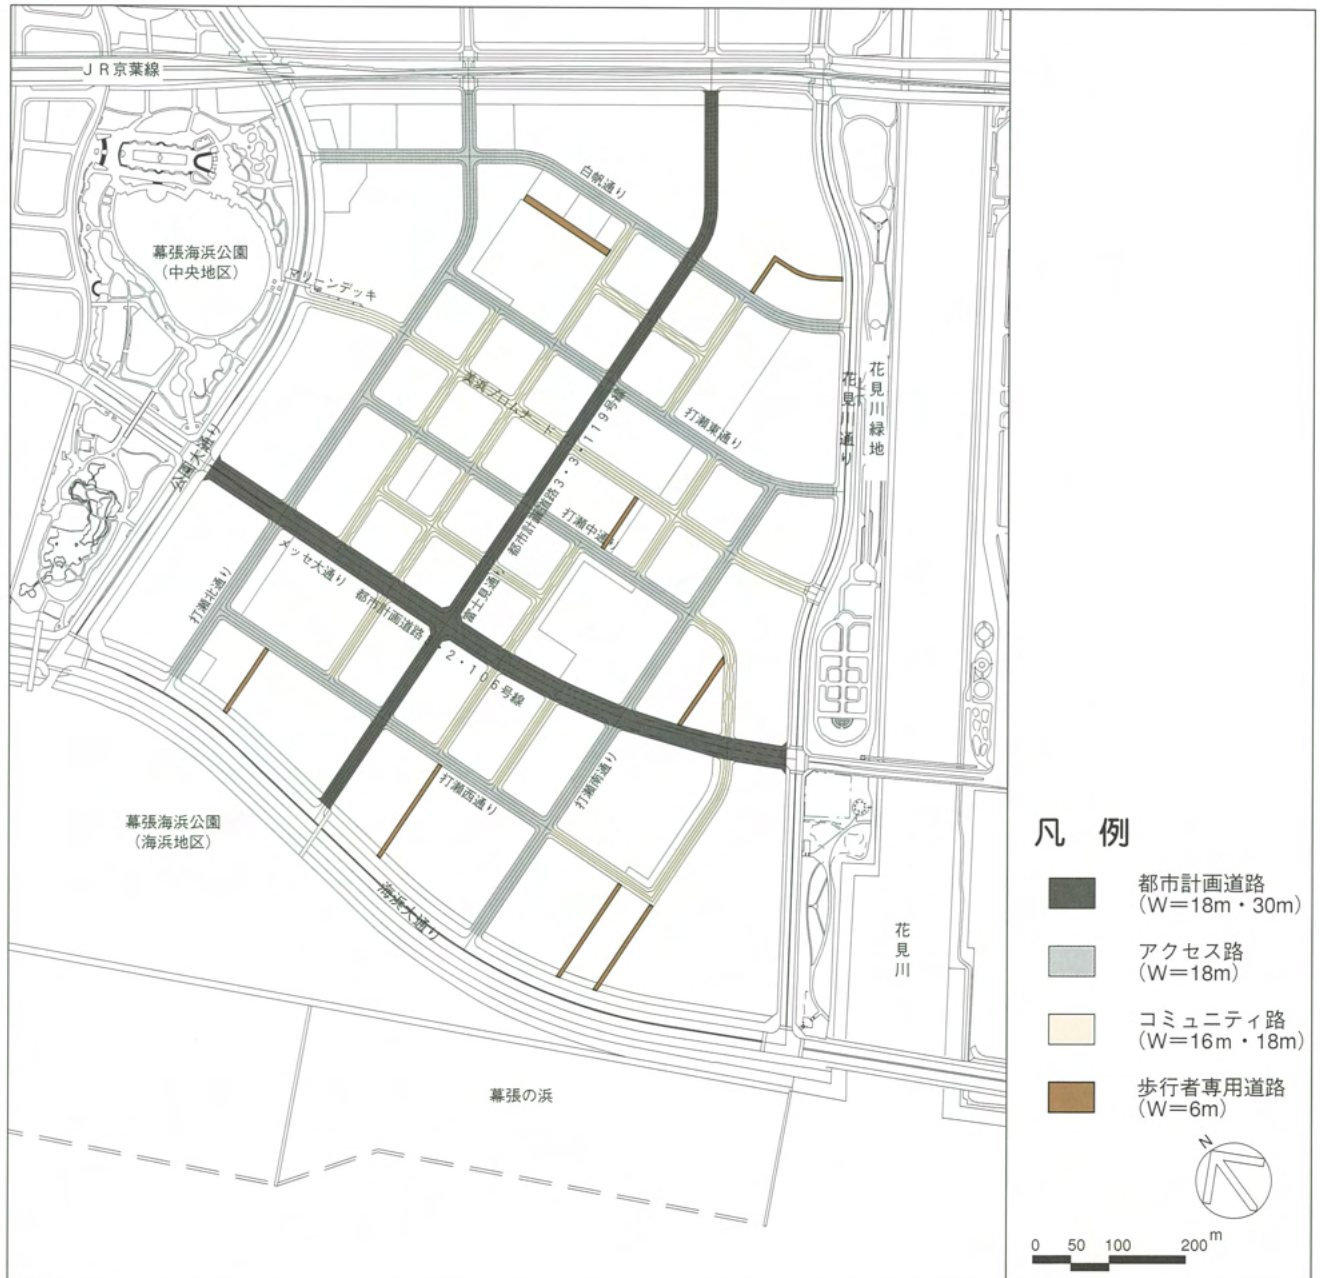 JR京葉線
白帆通り
幕張海浜公園
(中央地区)
マリーンデッキ
美浜プロムナード
都市計画道路3・3・119号線
打瀬東通り
花見川通り
花見川緑地
公園大通り
打瀬中通り
メッセ大通り
都市計画道路
2・106号線
富士見通り
打瀬北通り
打瀬西通り
打瀬南通り
幕張海浜公園
(海浜地区)
海浜大通り
花見川
幕張の浜
凡 例
都市計画道路
(W=18m・30m)
アクセス路
(W=18m)
コミュニティ路
(W=16m・18m)
歩行者専用道路
(W=6m)
N
0 50 100 200 m